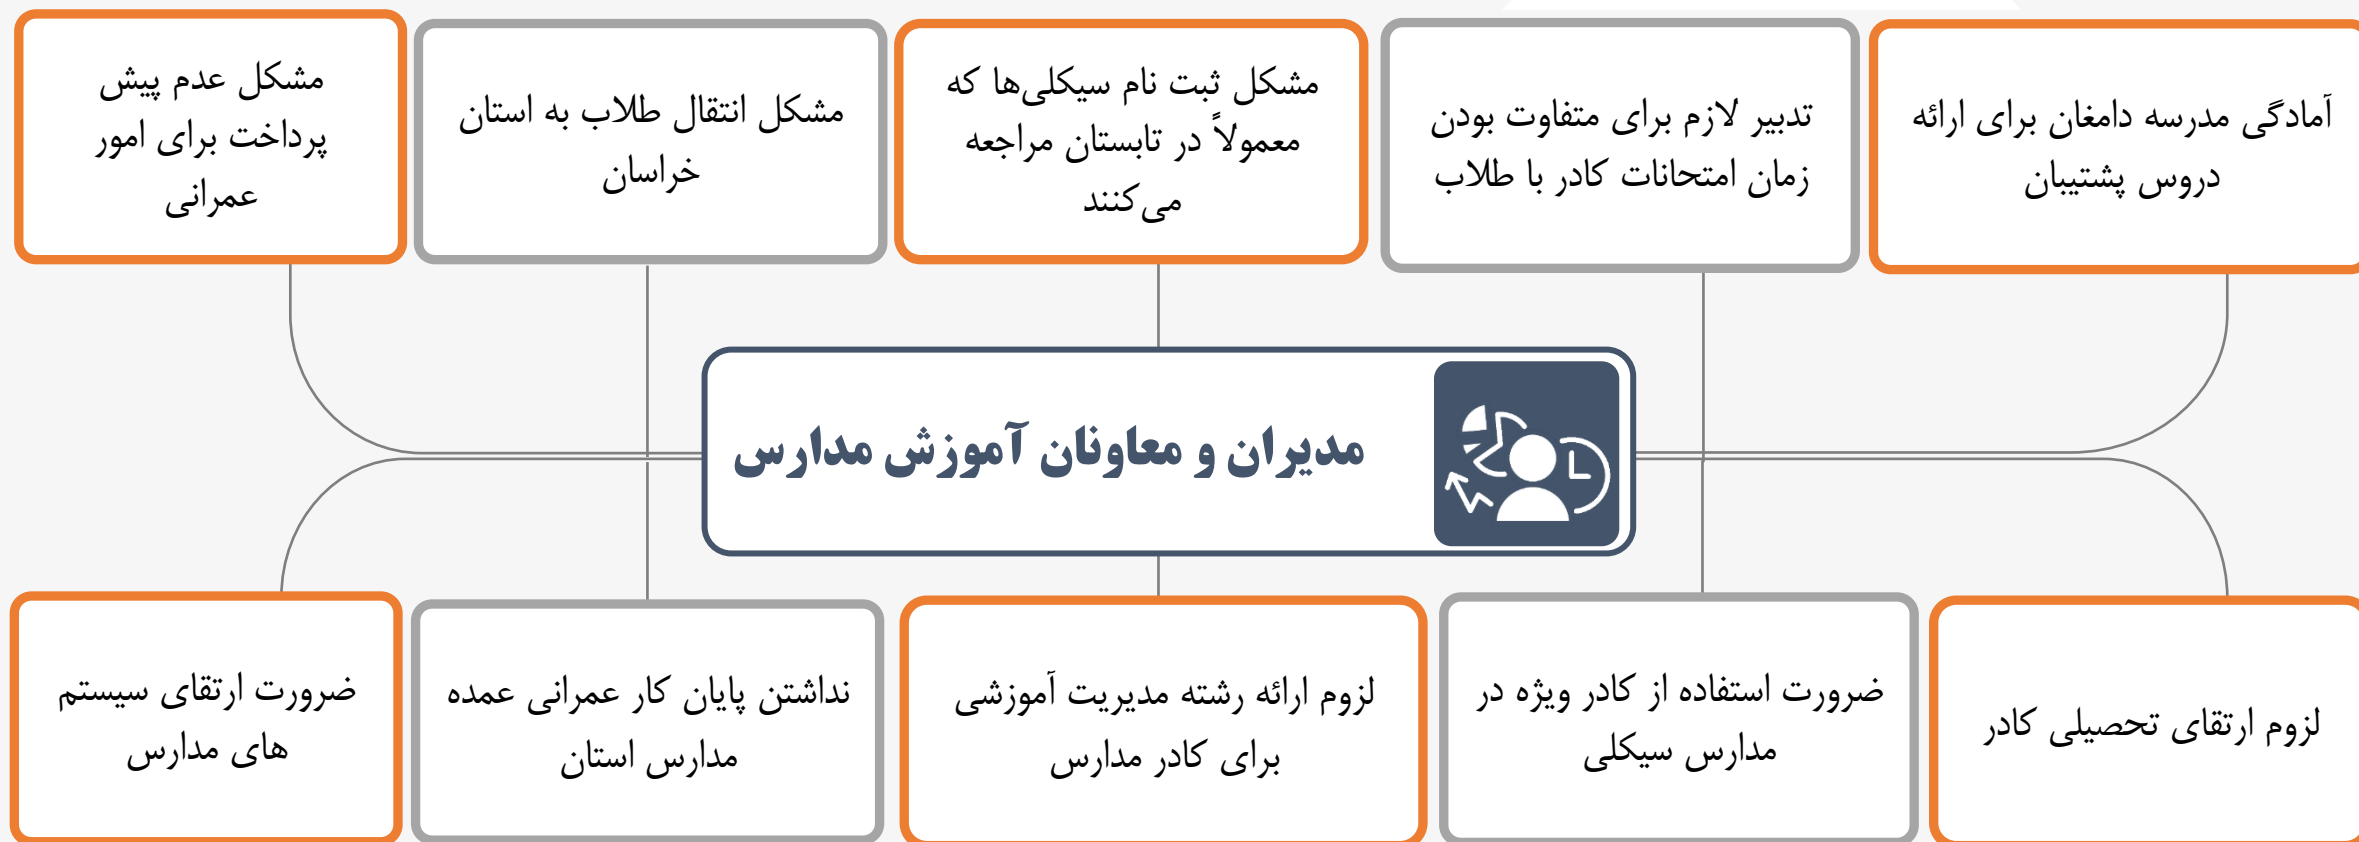 آمادگی مدرسه دامغان برای ارائه
دروس پشتیبان
تدبیر لازم برای متفاوت بودن
زمان امتحانات کادر با طلاب
مشکل ثبت نام سیکلی‌ها که
معمولاً در تابستان مراجعه
می‌کنند
مشکل انتقال طلاب به استان
خراسان
مشکل عدم پیش
پرداخت برای امور
عمرانی
مدیران و معاونان آموزش مدارس
لزوم ارتقای تحصیلی کادر
ضرورت استفاده از کادر ویژه در
مدارس سیکلی
لزوم ارائه رشته مدیریت آموزشی
برای کادر مدارس
نداشتن پایان کار عمرانی عمده
مدارس استان
ضرورت ارتقای سیستم
های مدارس